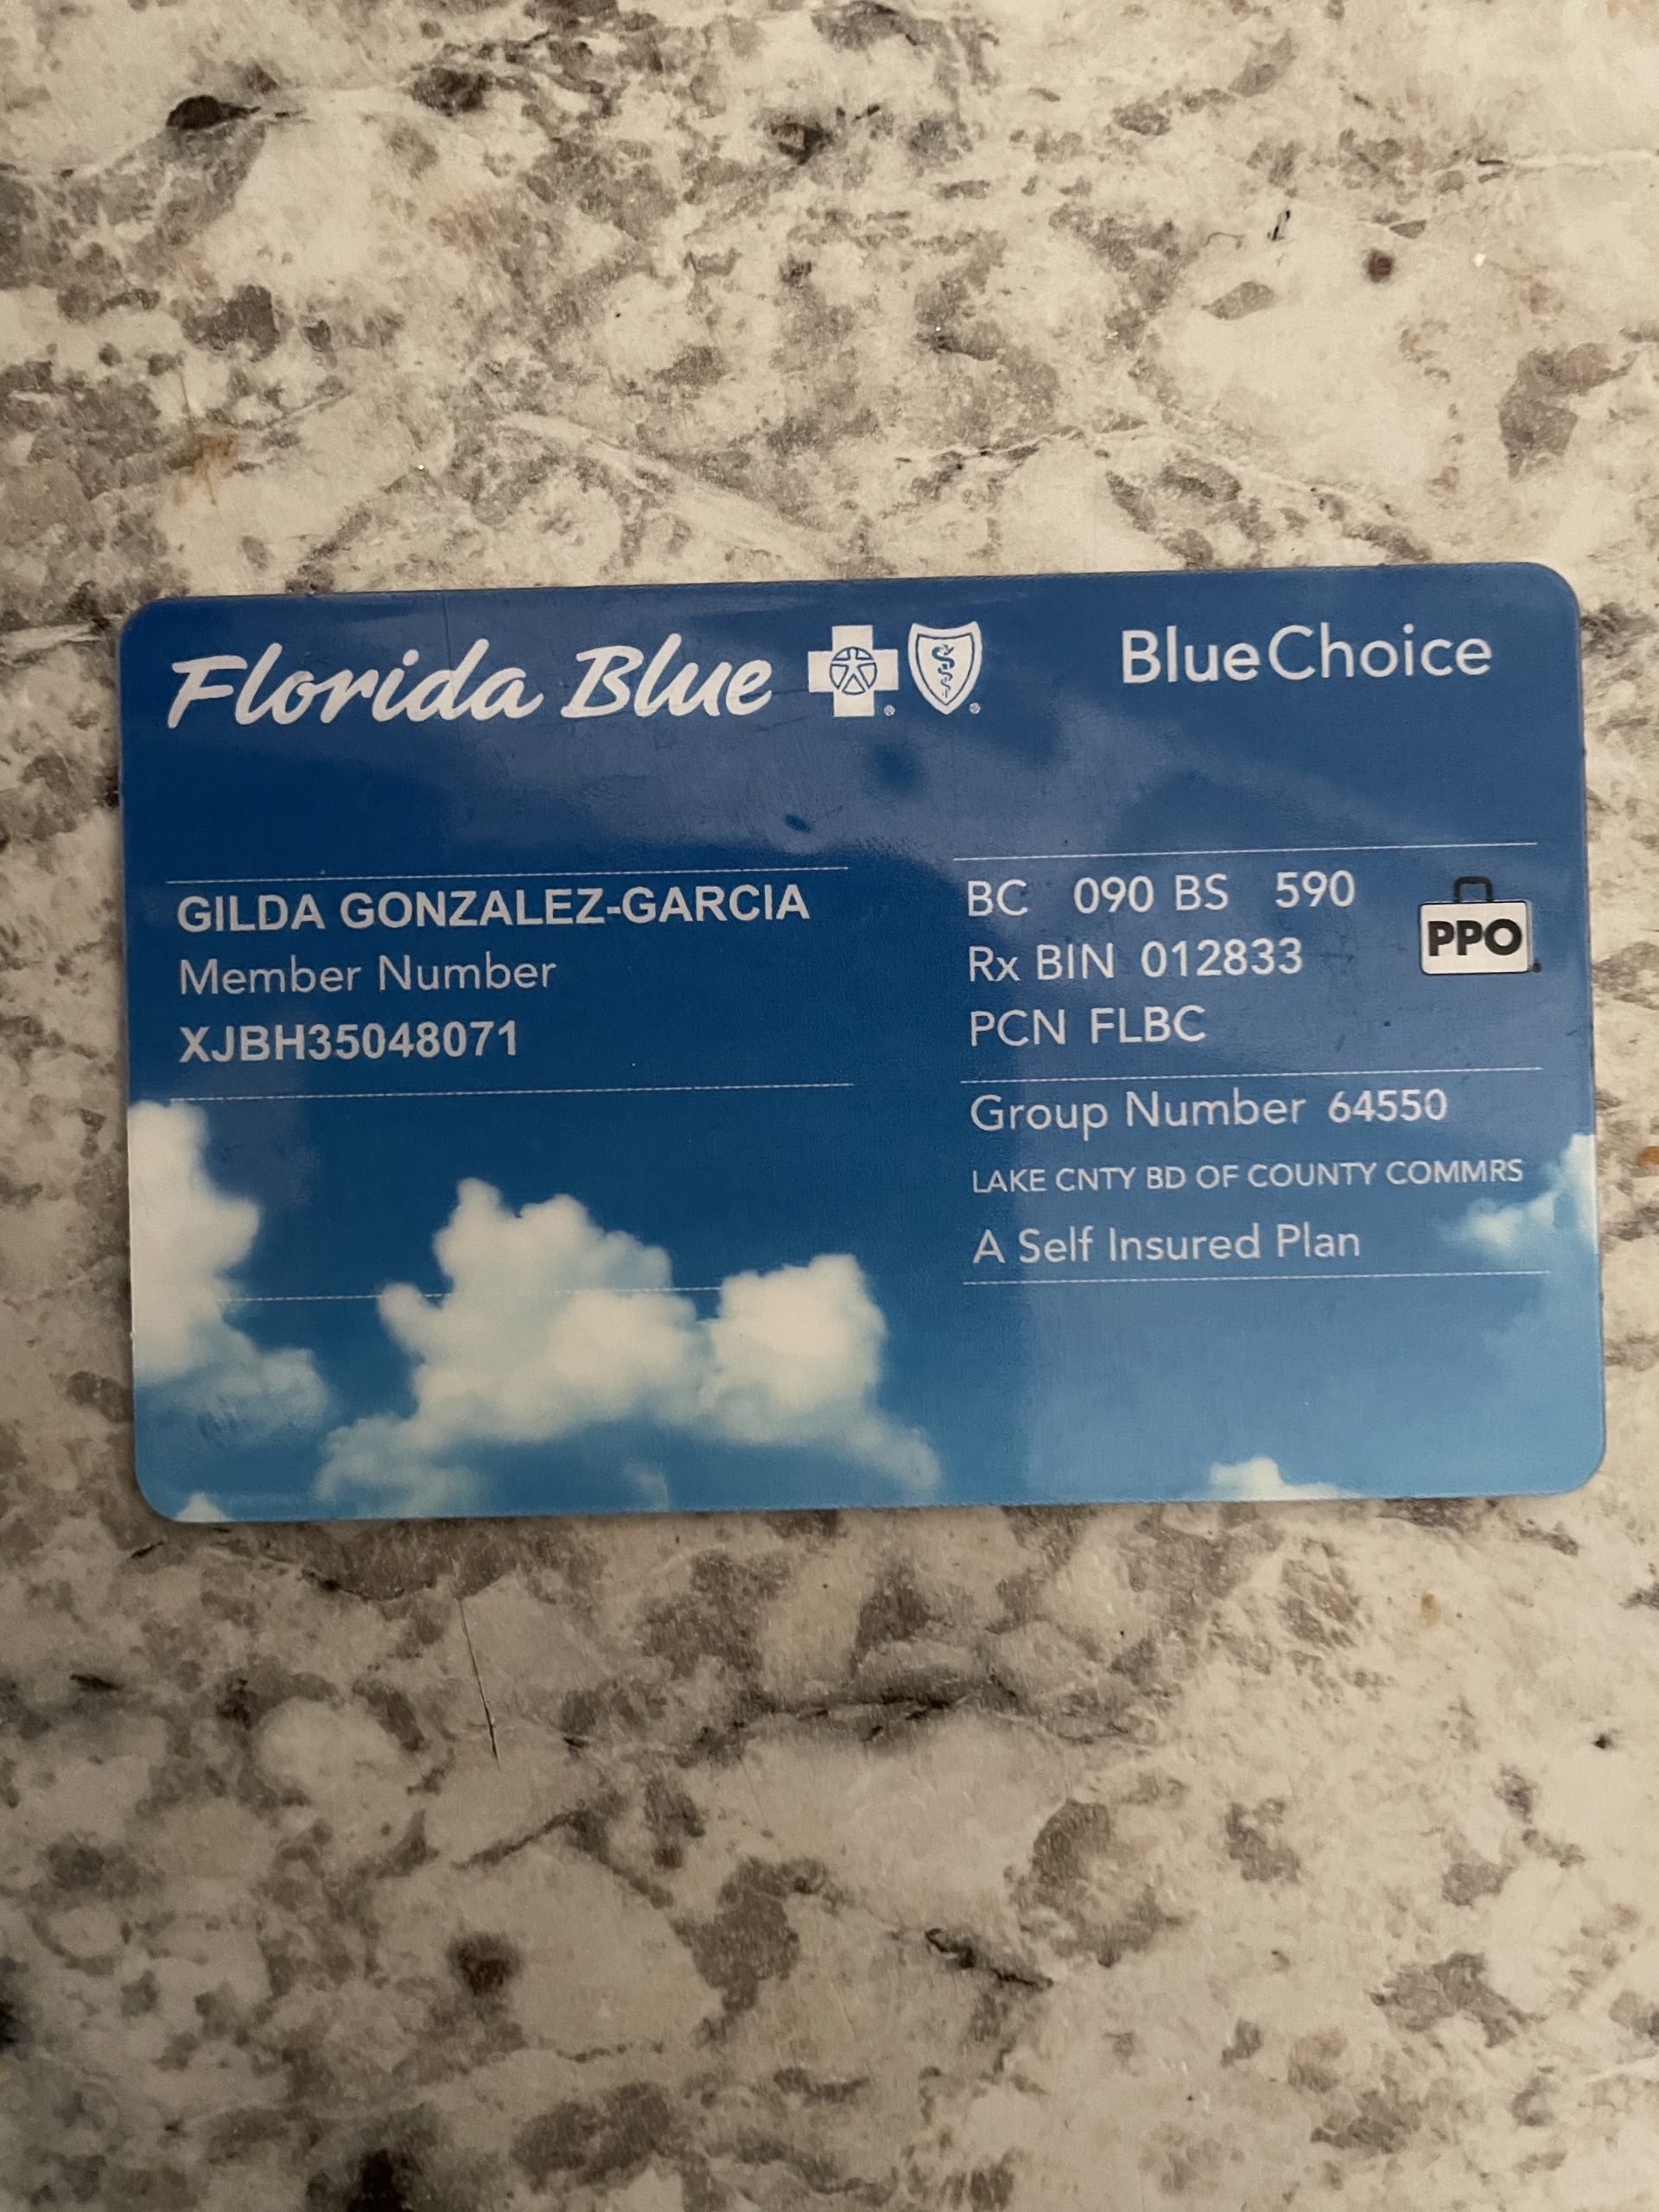 Florida Blue
BlueChoice
GILDA GONZALEZ-GARCIA
Member Number
XJBH35048071
BC 090 BS 590
Rx BIN 012833
PCN FLBC
PPO
Group Number 64550
LAKE CNTY BD OF COUNTY COMMRS
A Self Insured Plan